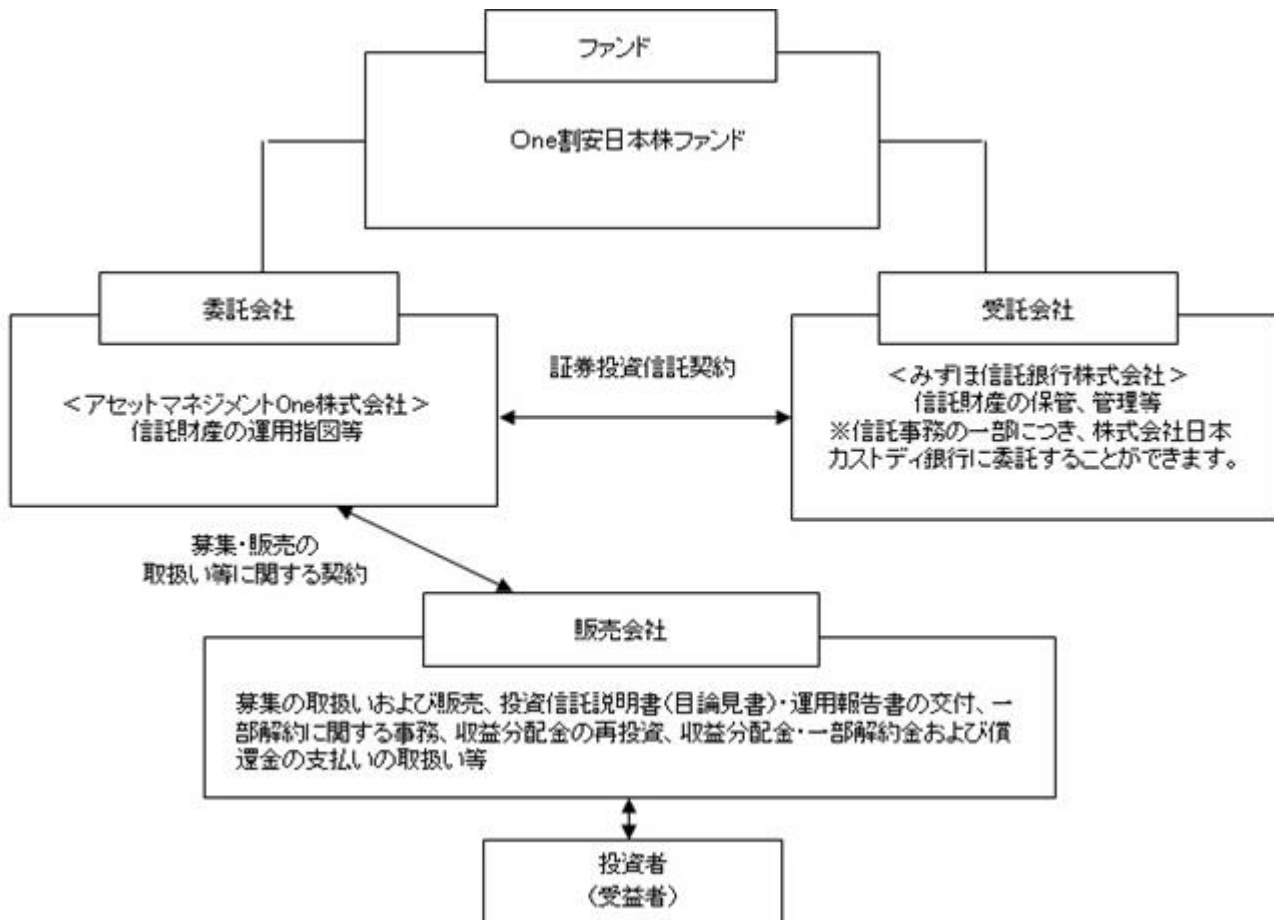 ファンド
One割安日本株ファンド
委託会社
<アセットマネジメントOne株式会社>
信託財産の運用指図等
証券投資信託契約
受託会社
<みずほ信託銀行株式会社>
信託財産の保管、管理等
※信託事務の一部につき、株式会社日本
カストディ銀行に委託することができます。
募集・販売の
取扱い等に関する契約
販売会社
募集の取扱いおよび販売、投資信託説明書(目論見書)・運用報告書の交付、一
部解約に関する事務、収益分配金の再投資、収益分配金・一部解約金および償
還金の支払いの取扱い等
投資者
(受益者)